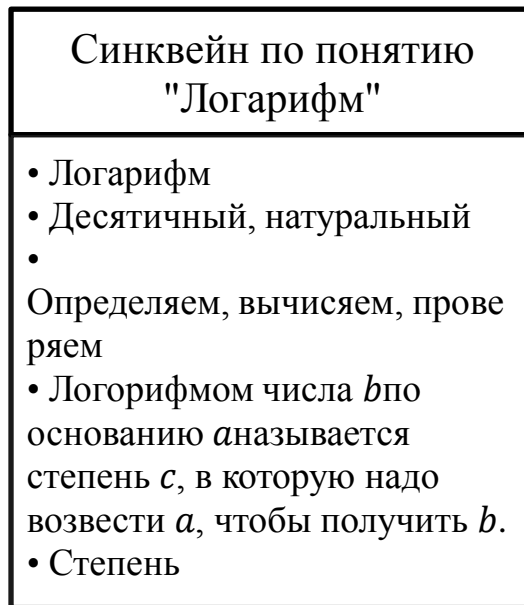 Синквейн по понятию
"Логарифм"
• Логарифм
• Десятичный, натуральный
•
Определяем, вычисяем, прове
ряем
• Логорифмом числа bпо
основанию aназывается
степень c, в которую надо
возвести a, чтобы получить b.
• Степень